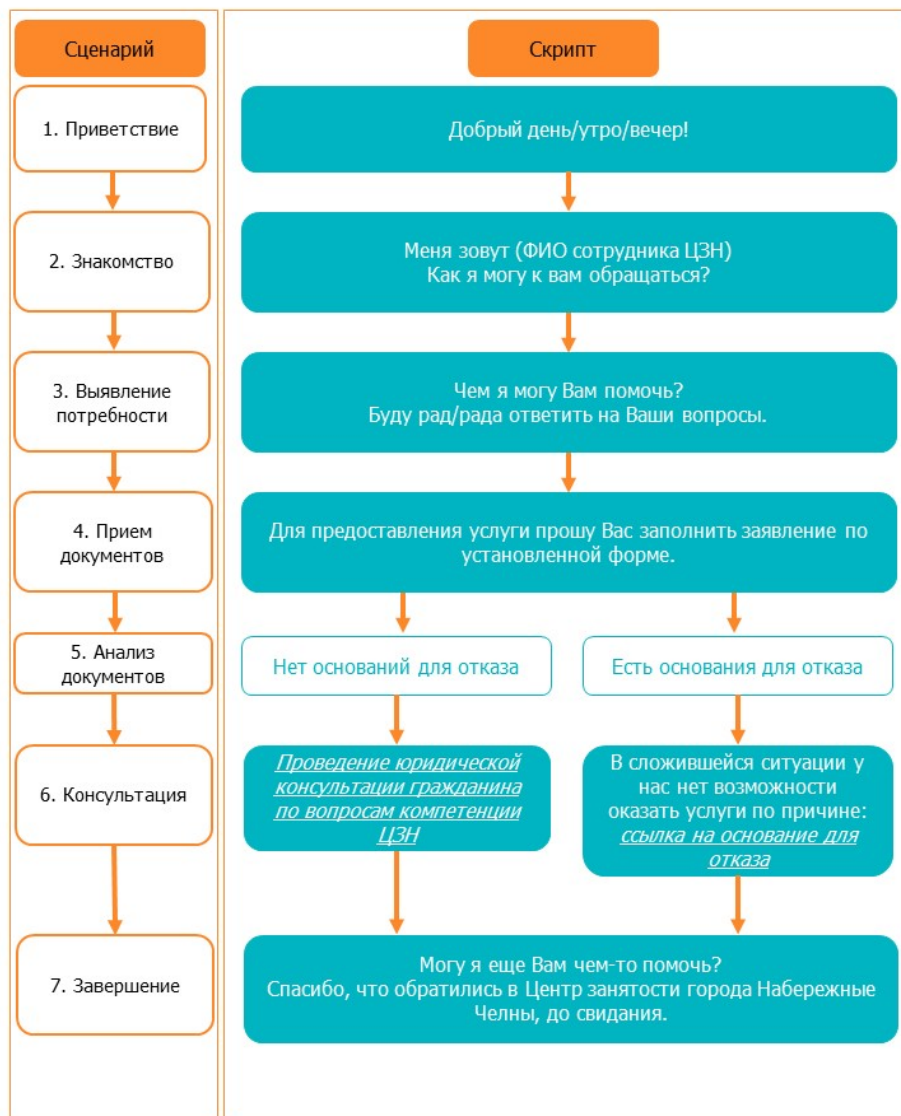 Сценарий
Скрипт
1. Приветствие
Добрый день/утро/вечер!
2. Знакомство
Меня зовут (ФИО сотрудника ЦЗН)
Как я могу к вам обращаться?
3. Выявление
потребности
Чем я могу Вам помочь?
Буду рад/рада ответить на Ваши вопросы.
4. Прием
документов
Для предоставления услуги прошу Вас заполнить заявление по
установленной форме.
5. Анализ
документов
Нет оснований для отказа
Есть основания для отказа
6. Консультация
Проведение юридической
консультации гражданина
по вопросам компетенции
ЦЗН
В сложившейся ситуации у
нас нет возможности
оказать услуги по причине:
ссылка на основание для
отказа
7. Завершение
Могу я еще Вам чем-то помочь?
Спасибо, что обратились в Центр занятости города Набережные
Челны, до свидания.